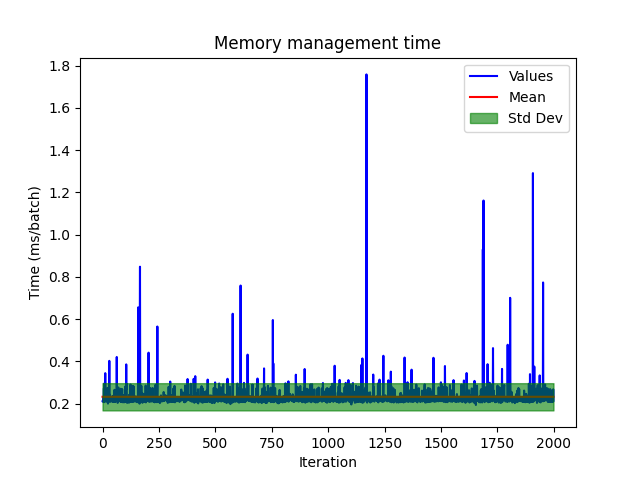 Memory management time
Values
Mean
Std Dev
Time (ms/batch)
1.8
1.6
1.4
1.2
1.0
0.8
0.6
0.4
0.2
0 250 500 750 1000 1250 1500 1750 2000
Iteration